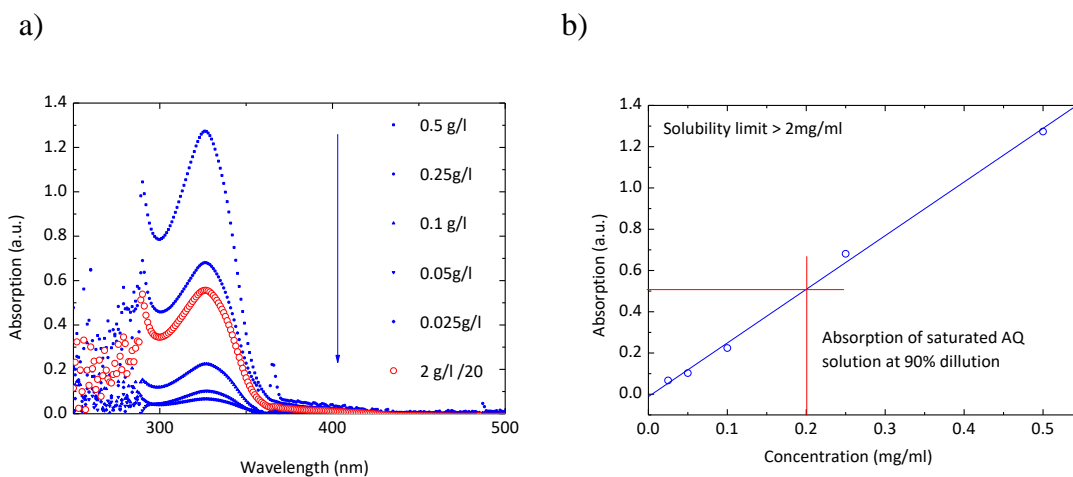 a)
1.4
1.2
1.0
0.8
0.6
0.4
0.2
0.0
300
400
500
Absorption (a.u.)
Wavelength (nm)
0.5 g/l
0.25g/l
0.1 g/l
0.05g/l
0.025g/l
2 g/l /20
b)
1.4
1.2
1.0
0.8
0.6
0.4
0.2
0.0
0.0
0.1
0.2
0.3
0.4
0.5
Absorption (a.u.)
Concentration (mg/ml)
Solubility limit > 2mg/ml
Absorption of saturated AQ
solution at 90% dillution